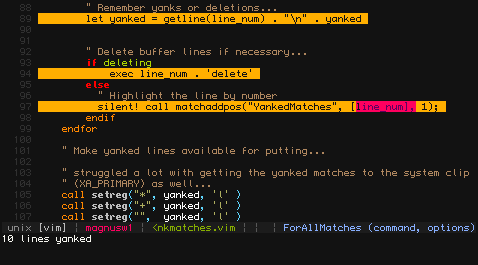 88 " Remember yanks or deletions...
89 let yanked = getline(line_num) . "\n" . yanked
90
91
92 " Delete buffer lines if necessary...
93 if deleting
94 exec line_num . 'delete'
95 else
96 " Highlight the line by number
97 silent! call matchaddpos("YankedMatches", [line_num], 1);
98 endif
99 endfor
100
101 " Make yanked lines available for putting...
102
103 " struggled a lot with getting the yanked matches to the system clip
104 " (XA_PRIMARY) as well...
105 call setreg("*", yanked, 'l' )
106 call setreg("+", yanked, 'l' )
107 call setreg("", yanked, 'l' )
unix [vim] ¦ magnuswl ¦ <nkmatches.vim ¦ ¦ ¦ ForAllMatches (command, options)
10 lines yanked